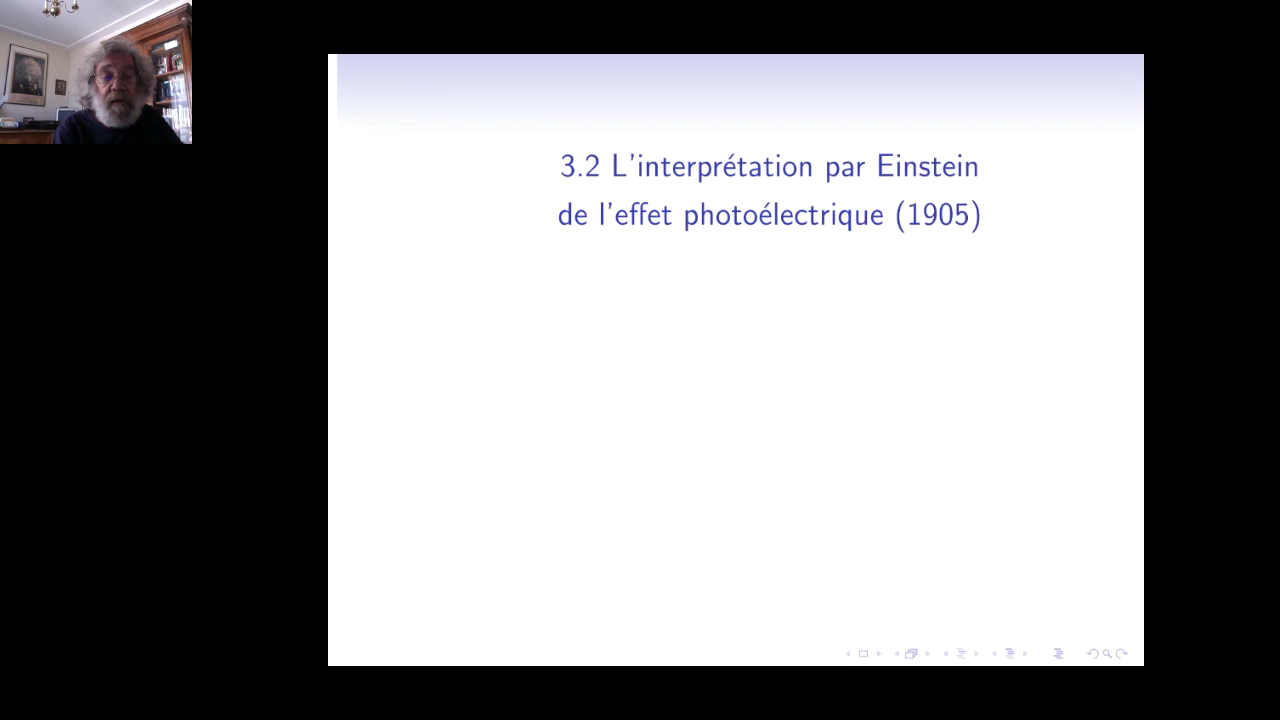 3.2 L'interprétation par Einstein
de l'effet photoélectrique (1905)